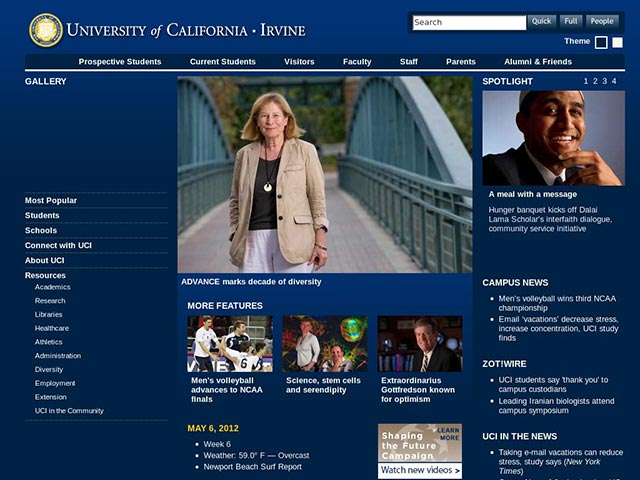 UNIVERSITY of CALIFORNIA · IRVINE
Search
Quick
Full
People
Theme
Prospective Students
Current Students
Visitors
Faculty
Staff
Parents
Alumni & Friends
GALLERY
Most Popular
Students
Schools
Connect with UCI
About UCI
Resources
Academics
Research
Libraries
Healthcare
Athletics
Administration
Diversity
Employment
Extension
UCI in the Community
ADVANCE marks decade of diversity
MORE FEATURES
Men's volleyball
advances to NCAA
finals
Science, stem cells
and serendipity
Extraordinarius
Gottfredson known
for optimism
MAY 6, 2012
Week 6
Weather: 59.0° F — Overcast
Newport Beach Surf Report
LEARN
MORE
Shaping
the Future
Campaign
Watch new videos >
SPOTLIGHT
1 2 3 4
A meal with a message
Hunger banquet kicks off Dalai
Lama Scholar's interfaith dialogue,
community service initiative
CAMPUS NEWS
Men's volleyball wins third NCAA
championship
Email 'vacations' decrease stress,
increase concentration, UCI study
finds
ZOT!WIRE
UCI students say 'thank you' to
campus custodians
Leading Iranian biologists attend
campus symposium
UCI IN THE NEWS
Taking e-mail vacations can reduce
stress, study says (New York
Times)